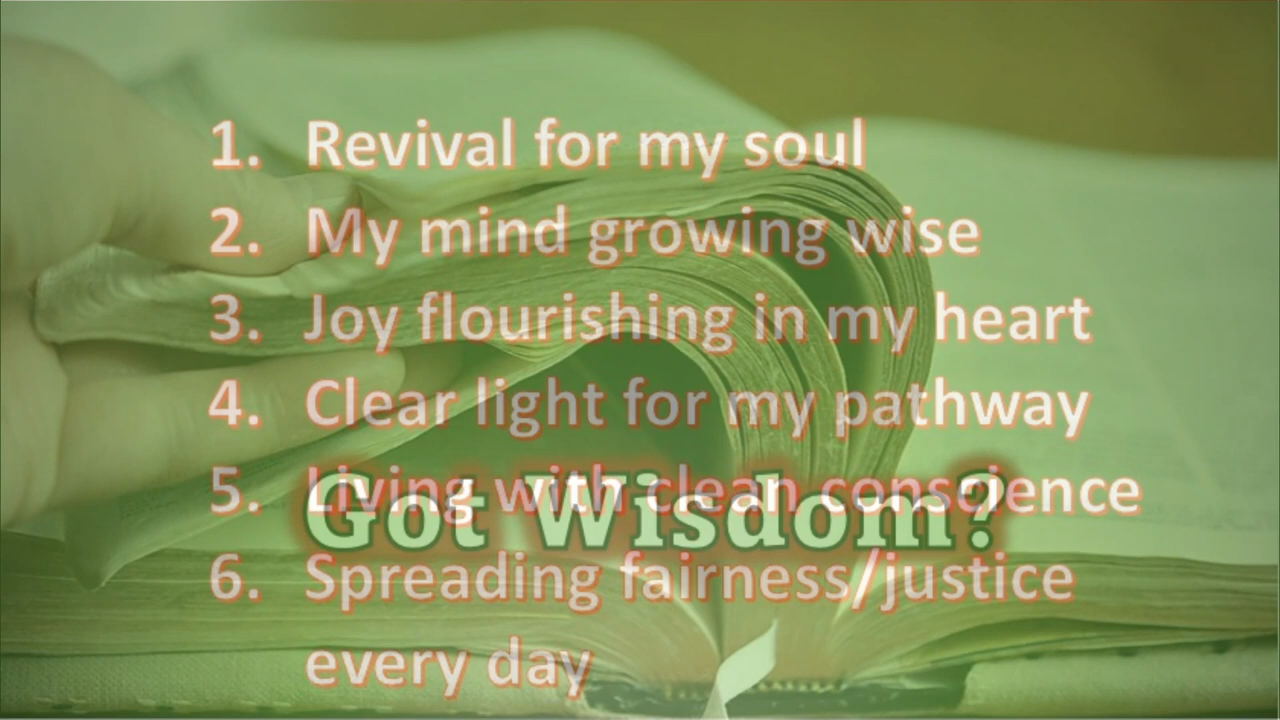 1. Revival for my soul
2. My mind growing wise
3. Joy flourishing in my heart
4. Clear light for my pathway
5. Living with clean conscience
Got Wisdom?
6. Spreading fairness/justice
every day